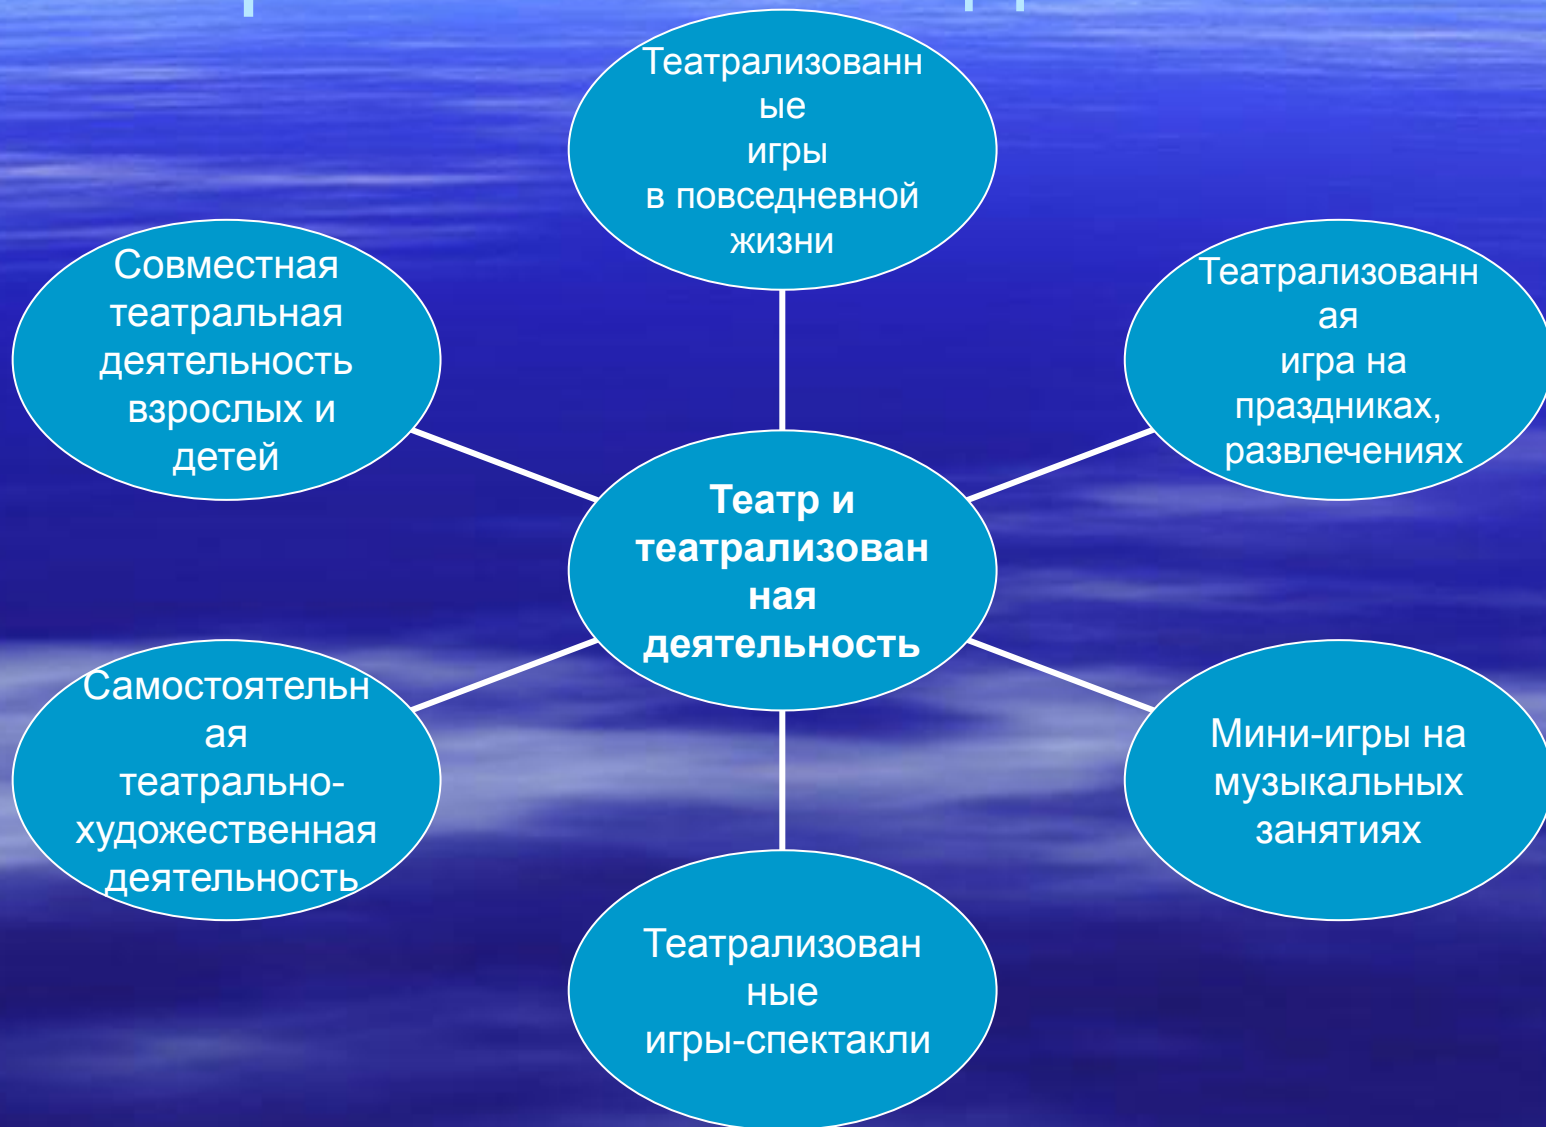 Театрализованн
ые
игры
в повседневной
жизни
Совместная
театральная
деятельность
взрослых и
детей
Театрализованн
ая
игра на
праздниках,
развлечениях
Театр и
театрализован
ная
деятельность
Самостоятельн
ая
театрально-
художественная
деятельность
Мини-игры на
музыкальных
занятиях
Театрализован
ные
игры-спектакли